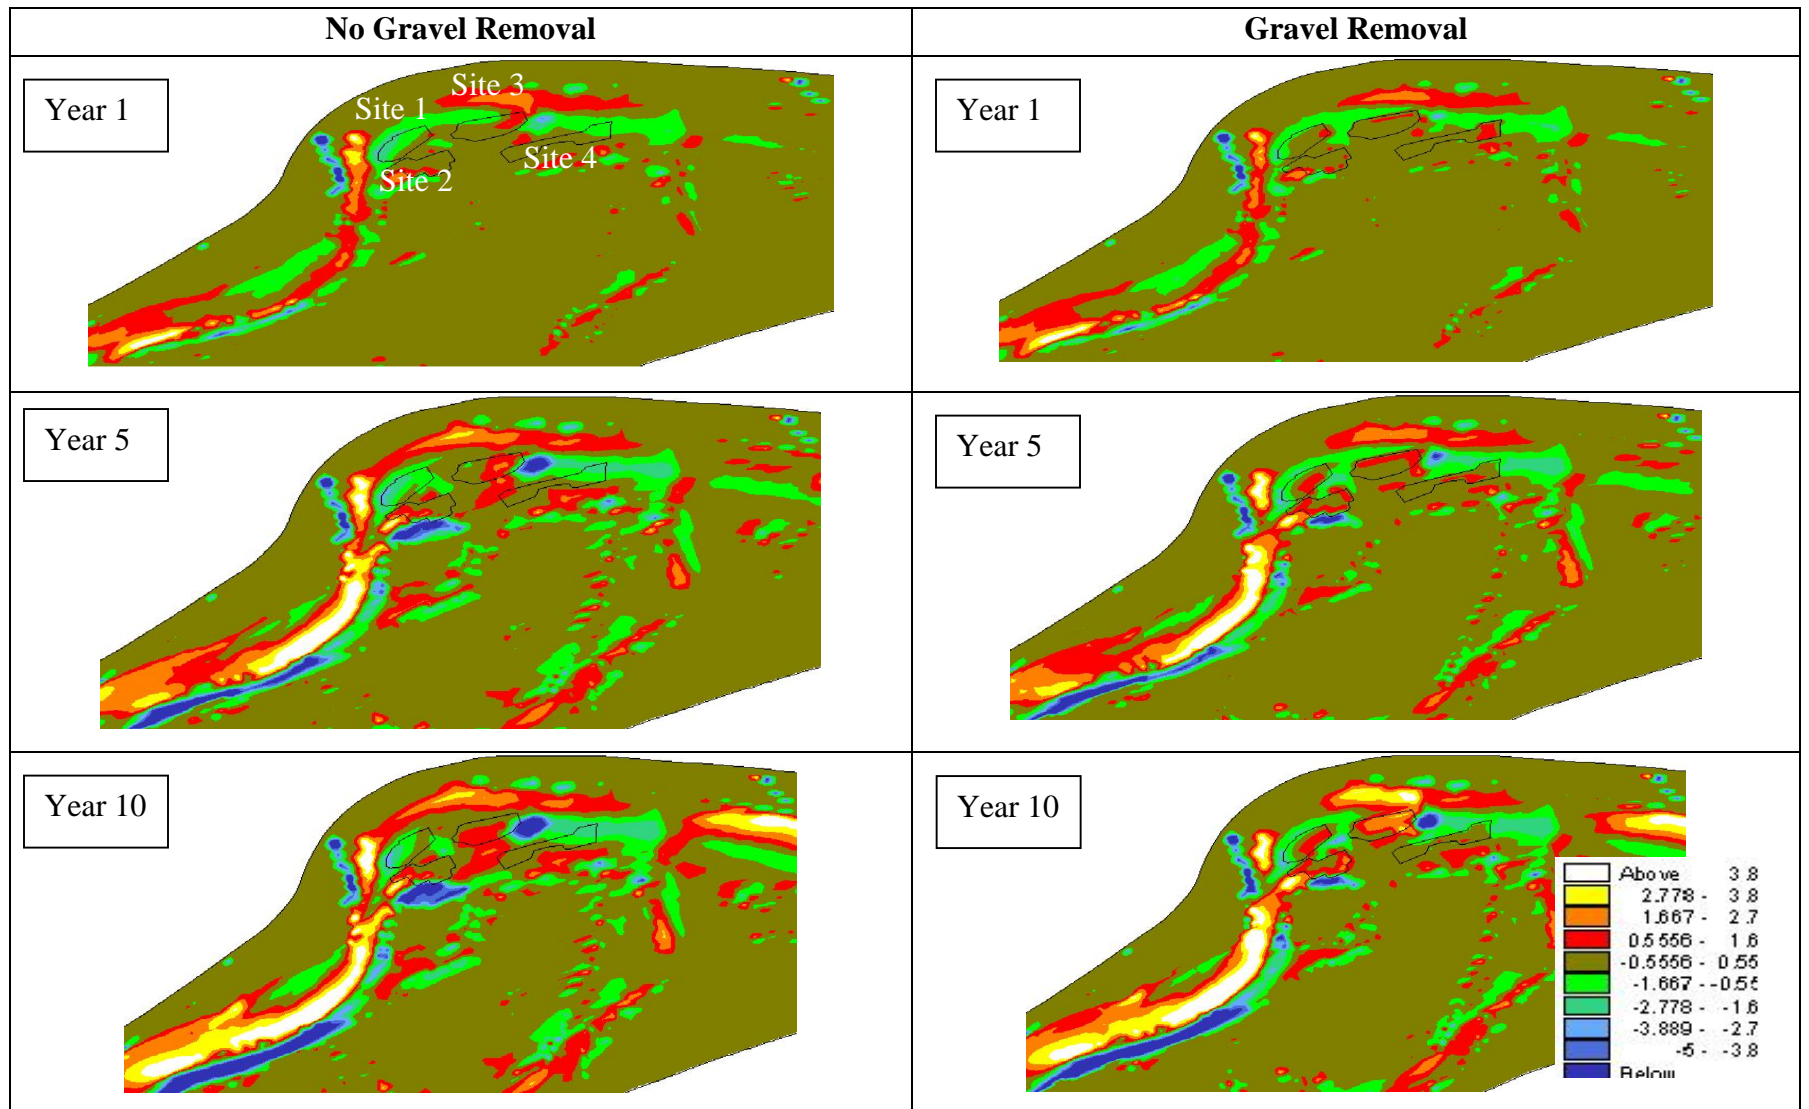 No Gravel Removal
Gravel Removal
Year 1
Site 3
Site 1
Site 4
Site 2
Year 1
Year 5
Year 5
Year 10
Year 10
Above 3.8
2.778 - 3.8
1.667 - 2.7
0.5556 - 1.6
-0.5556 - 0.55
-1.667 - -0.55
-2.778 - -1.6
-3.889 - -2.7
-5 - -3.8
Below